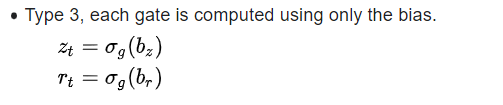 • Type 3, each gate is computed using only the bias.
z_t = σ_g(b_z)
r_t = σ_g(b_r)